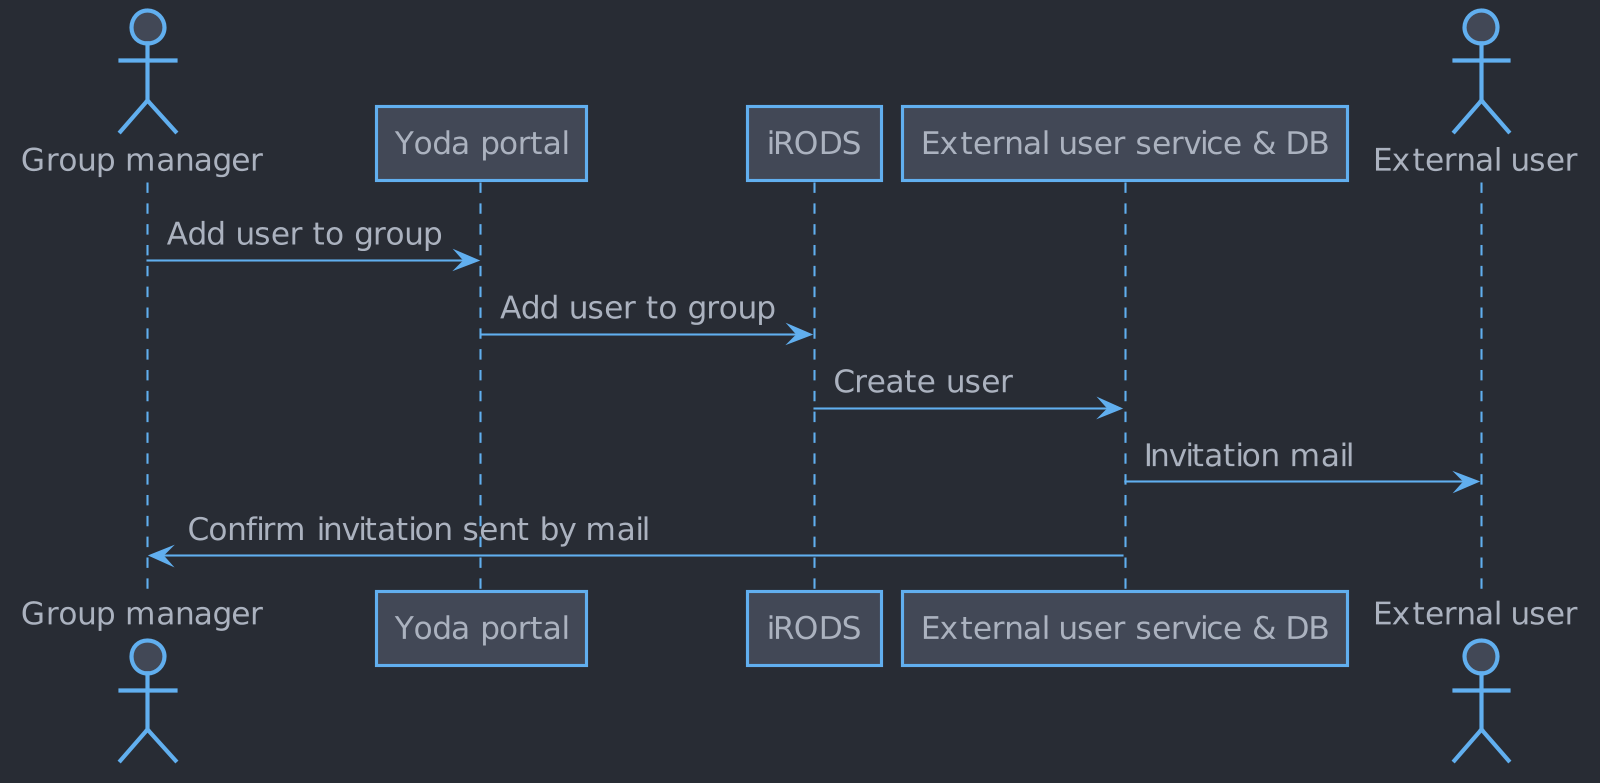 Yoda portal
iRODS
External user service & DB
Group manager
External user
Add user to group
Add user to group
Create user
Invitation mail
Confirm invitation sent by mail
Group manager
Yoda portal
iRODS
External user service & DB
External user